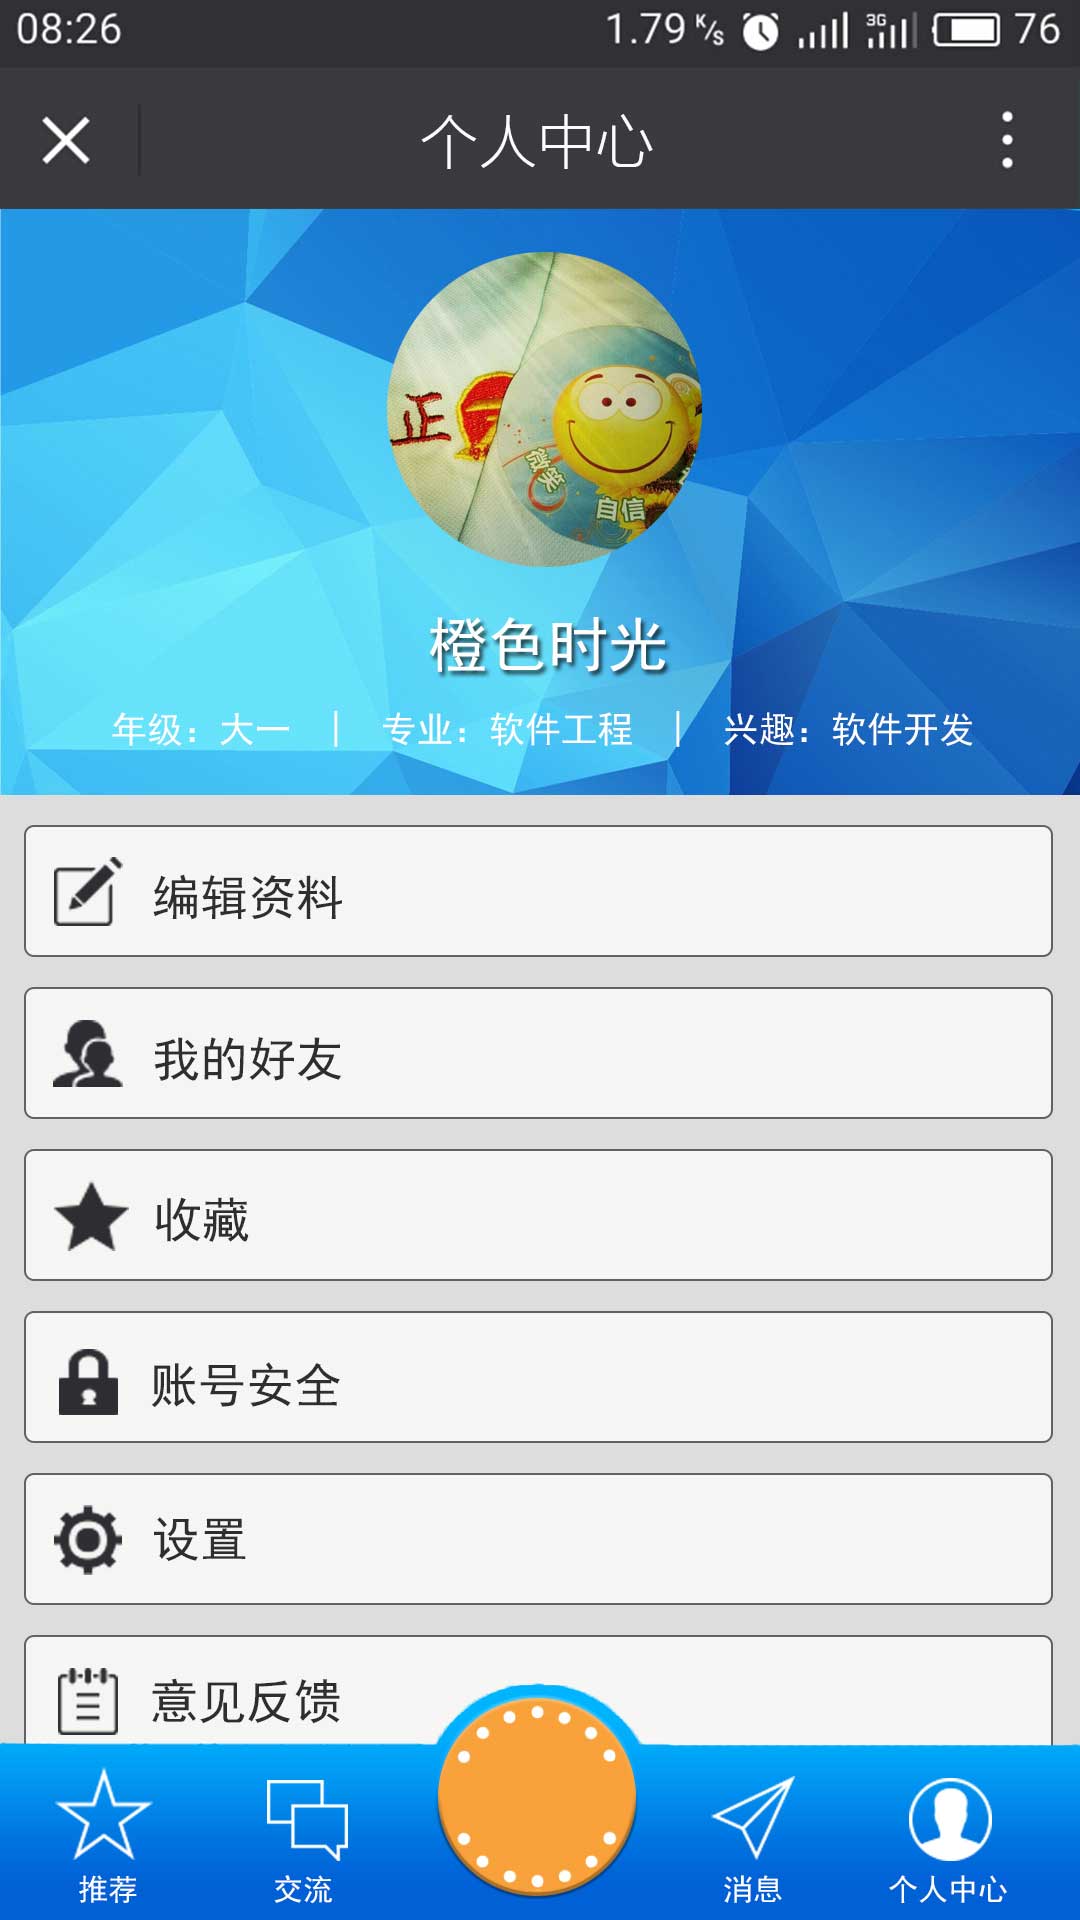 08:26 1.79 K/s 3G 76
个人中心
正
微笑
自信
橙色时光
年级：大一 | 专业：软件工程 | 兴趣：软件开发
编辑资料
我的好友
收藏
账号安全
设置
意见反馈
推荐 交流 消息 个人中心